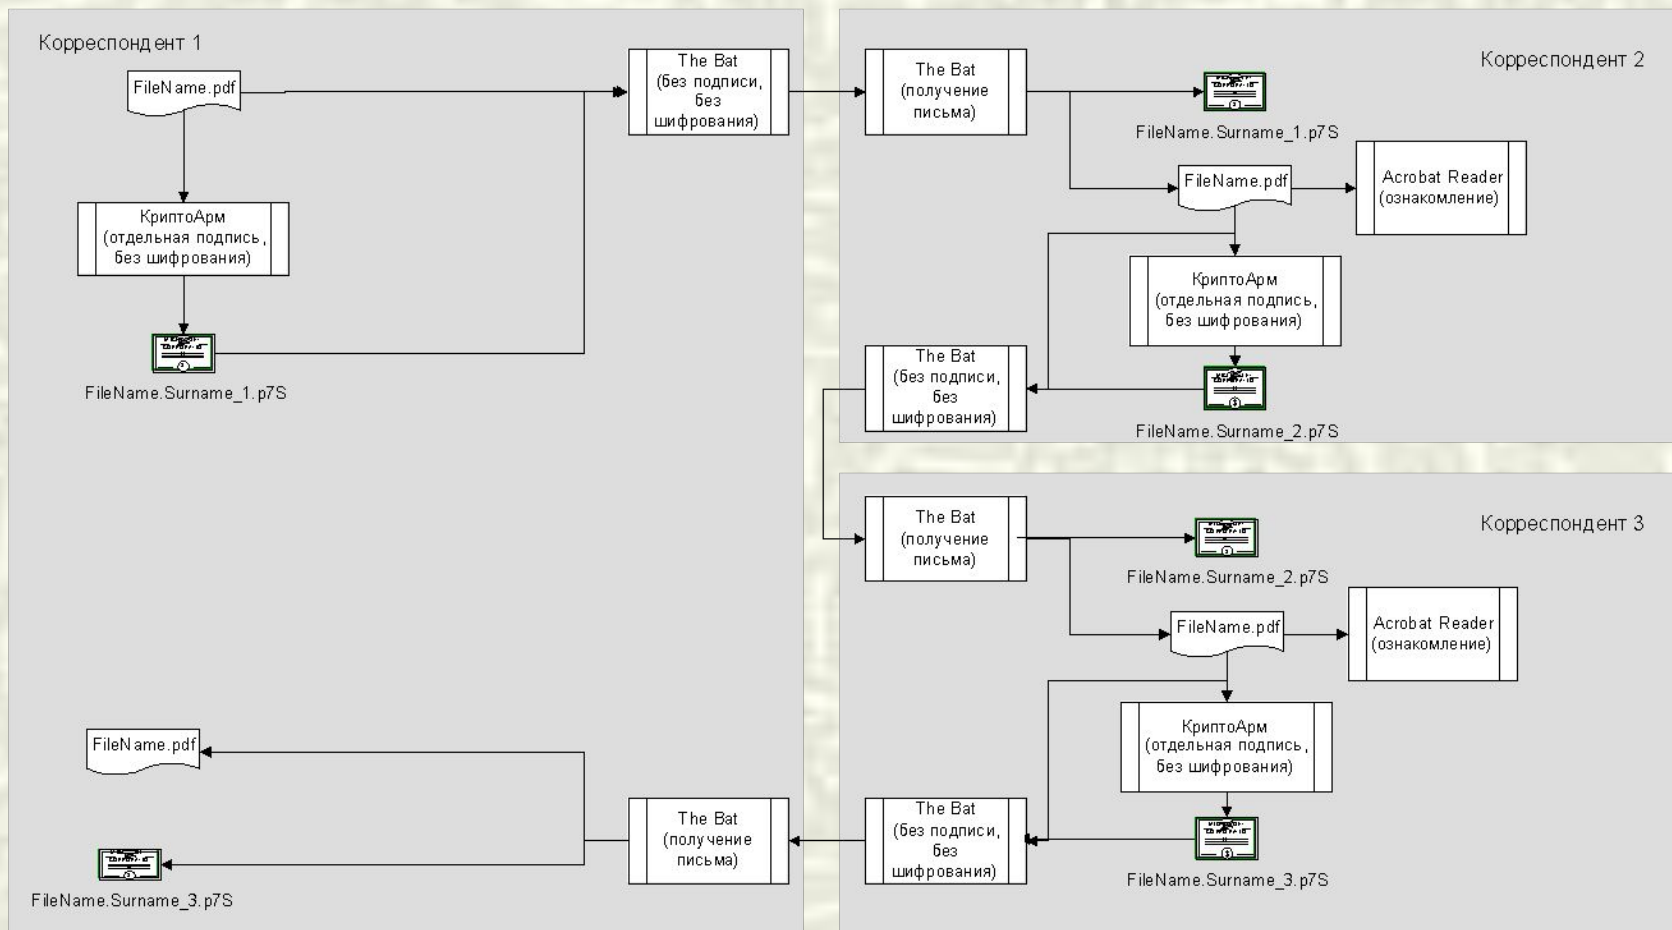 Корреспондент 1
FileName.pdf
The Bat
(без подписи,
без
шифрования)
КриптоАрм
(отдельная подпись,
без шифрования)
FileName.Surname_1.p7S
FileName.pdf
The Bat
(получение
письма)
FileName.Surname_3.p7S
Корреспондент 2
The Bat
(получение
письма)
FileName.Surname_1.p7S
FileName.pdf
Acrobat Reader
(ознакомление)
КриптоАрм
(отдельная подпись,
без шифрования)
The Bat
(без подписи,
без
шифрования)
FileName.Surname_2.p7S
Корреспондент 3
The Bat
(получение
письма)
FileName.Surname_2.p7S
FileName.pdf
Acrobat Reader
(ознакомление)
КриптоАрм
(отдельная подпись,
без шифрования)
The Bat
(без подписи,
без
шифрования)
FileName.Surname_3.p7S